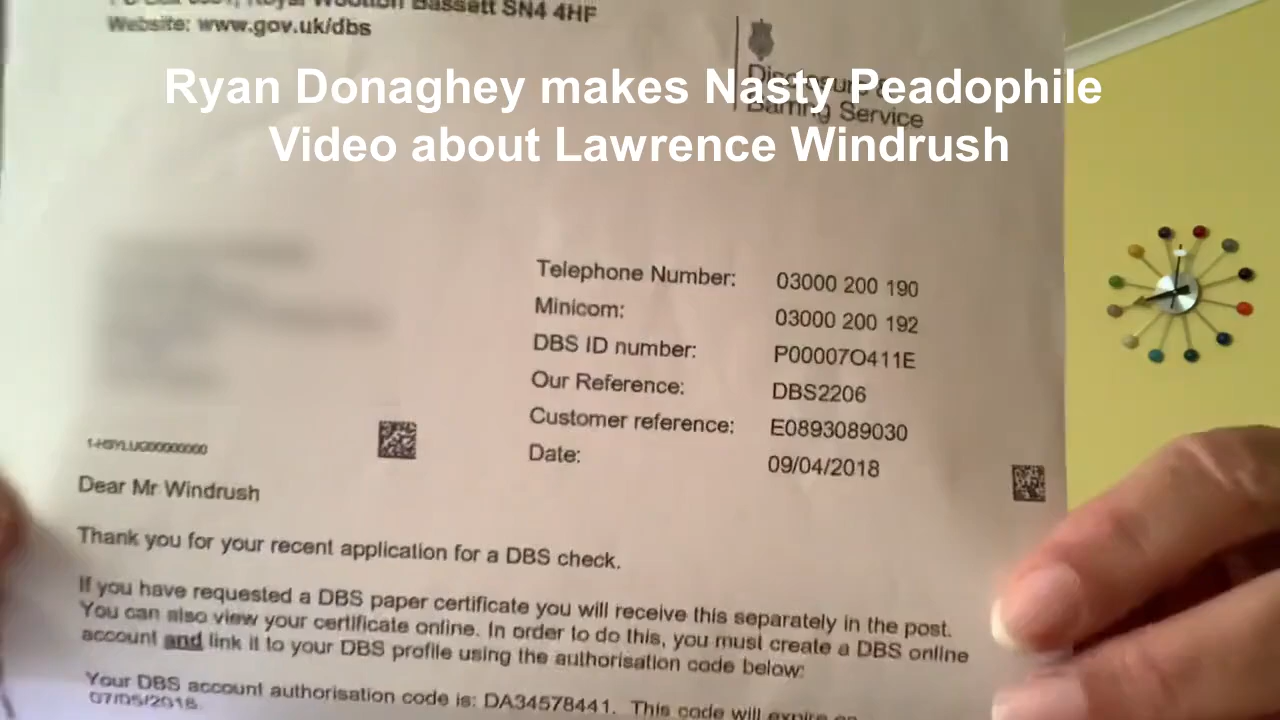 Bassett SN4 4HF
Website: www.gov.uk/dbs
Ryan Donaghey makes Nasty Peadophile
Video about Lawrence Windrush
Disclosure &
Barring Service
Telephone Number: 03000 200 190
Minicom: 03000 200 192
DBS ID number: P00007O411E
Our Reference: DBS2206
Customer reference: E0893089030
Date: 09/04/2018
Dear Mr Windrush
Thank you for your recent application for a DBS check.
If you have requested a DBS paper certificate you will receive this separately in the post.
You can also view your certificate online. In order to do this, you must create a DBS online
account and link it to your DBS profile using the authorisation code below:
Your DBS account authorisation code is: DA34578441. This code will expire on
07/05/2018.